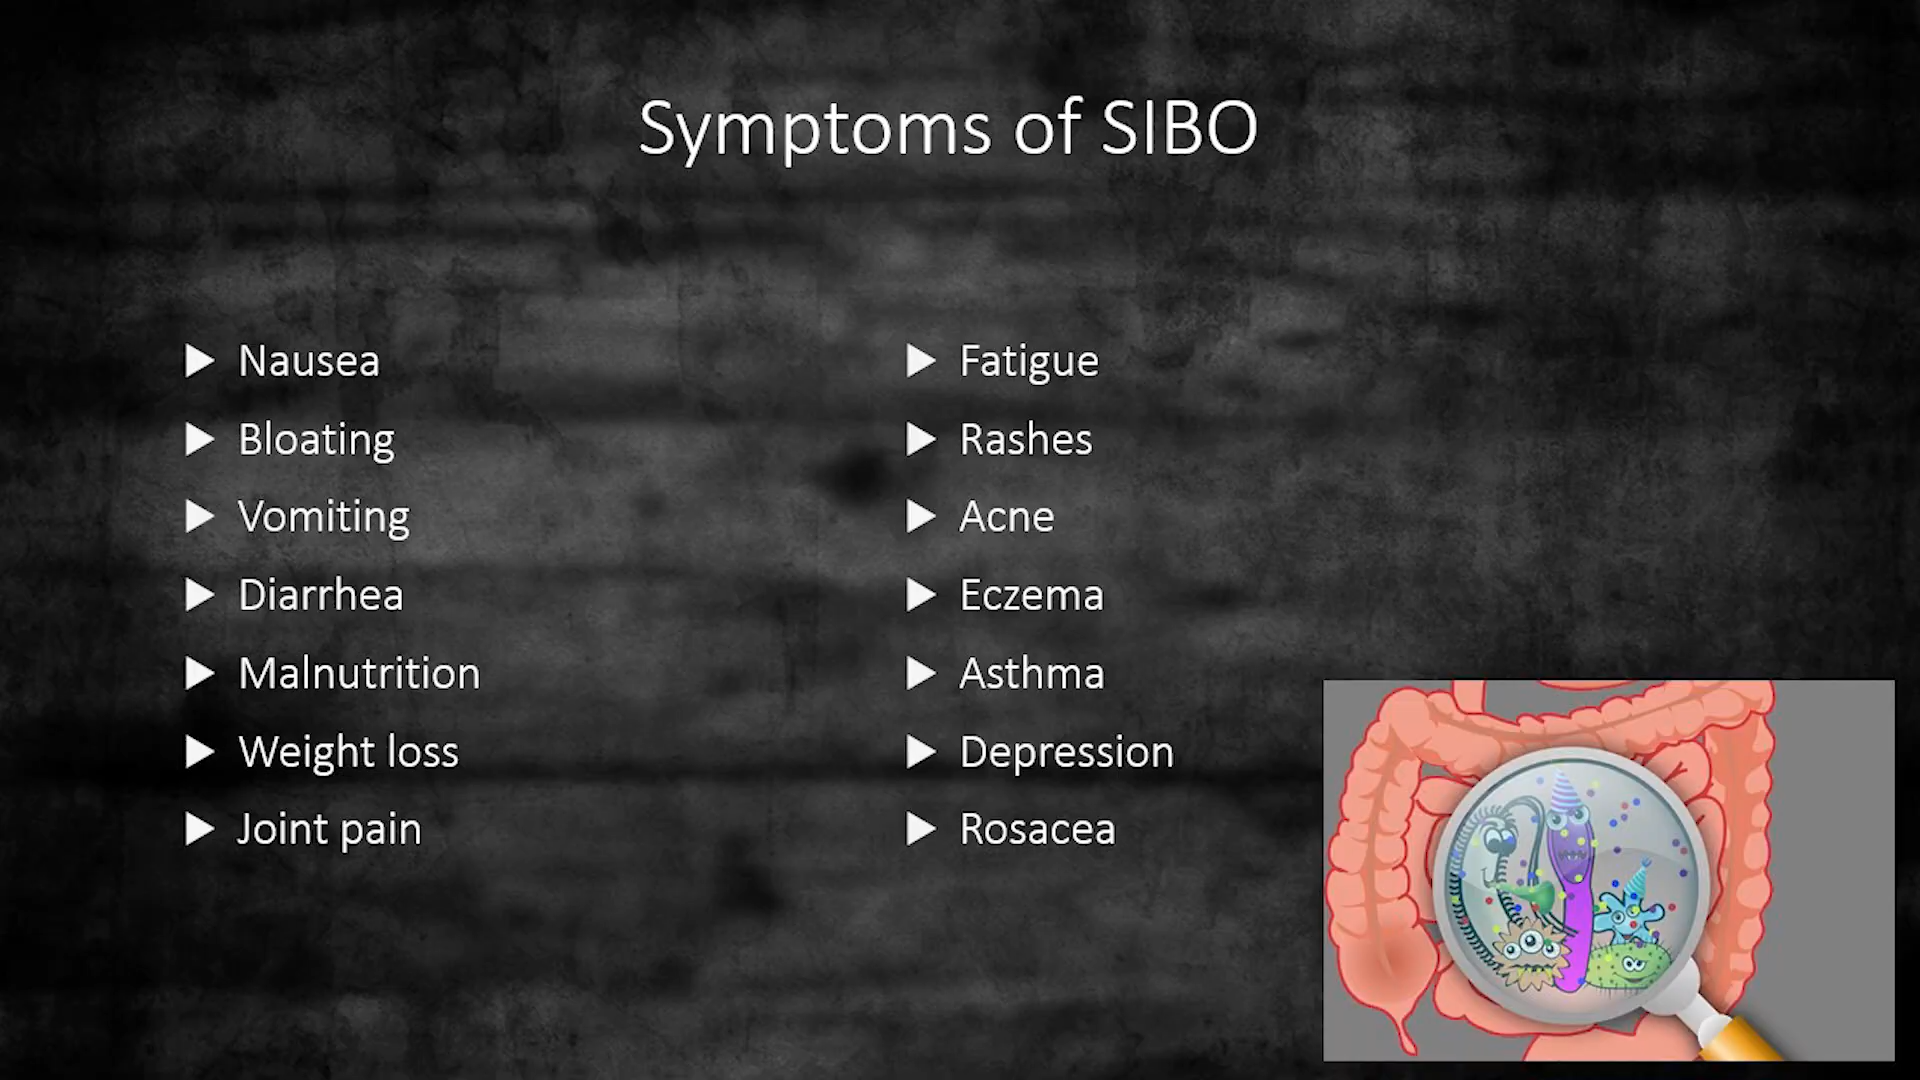 Symptoms of SIBO
Nausea
Bloating
Vomiting
Diarrhea
Malnutrition
Weight loss
Joint pain
Fatigue
Rashes
Acne
Eczema
Asthma
Depression
Rosacea